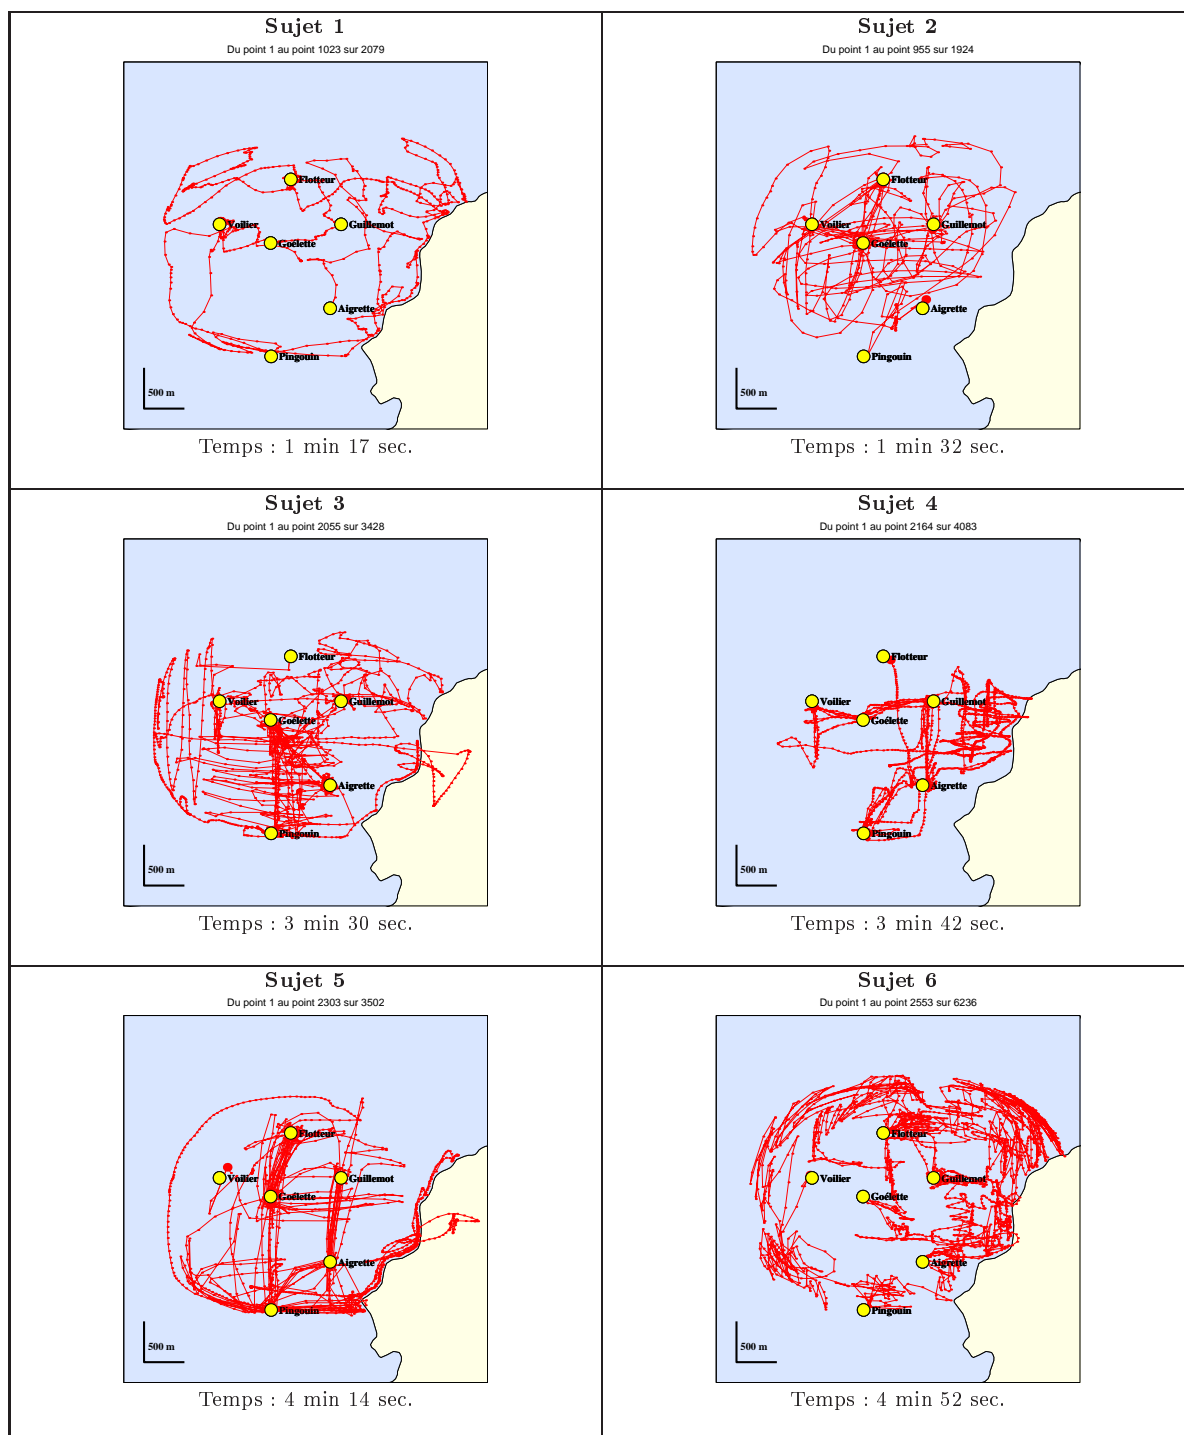 Sujet 1
Du point 1 au point 1023 sur 2079
Flotteur
Voilier
Guillemot
Goélette
Aigrette
Pingouin
500 m
Temps : 1 min 17 sec.
Sujet 2
Du point 1 au point 955 sur 1924
Flotteur
Voilier
Guillemot
Goélette
Aigrette
Pingouin
500 m
Temps : 1 min 32 sec.
Sujet 3
Du point 1 au point 2055 sur 3428
Flotteur
Voilier
Guillemot
Goélette
Aigrette
Pingouin
500 m
Temps : 3 min 30 sec.
Sujet 4
Du point 1 au point 2164 sur 4083
Flotteur
Voilier
Guillemot
Goélette
Aigrette
Pingouin
500 m
Temps : 3 min 42 sec.
Sujet 5
Du point 1 au point 2303 sur 3502
Flotteur
Voilier
Guillemot
Goélette
Aigrette
Pingouin
500 m
Temps : 4 min 14 sec.
Sujet 6
Du point 1 au point 2553 sur 6236
Flotteur
Voilier
Guillemot
Goélette
Aigrette
Pingouin
500 m
Temps : 4 min 52 sec.